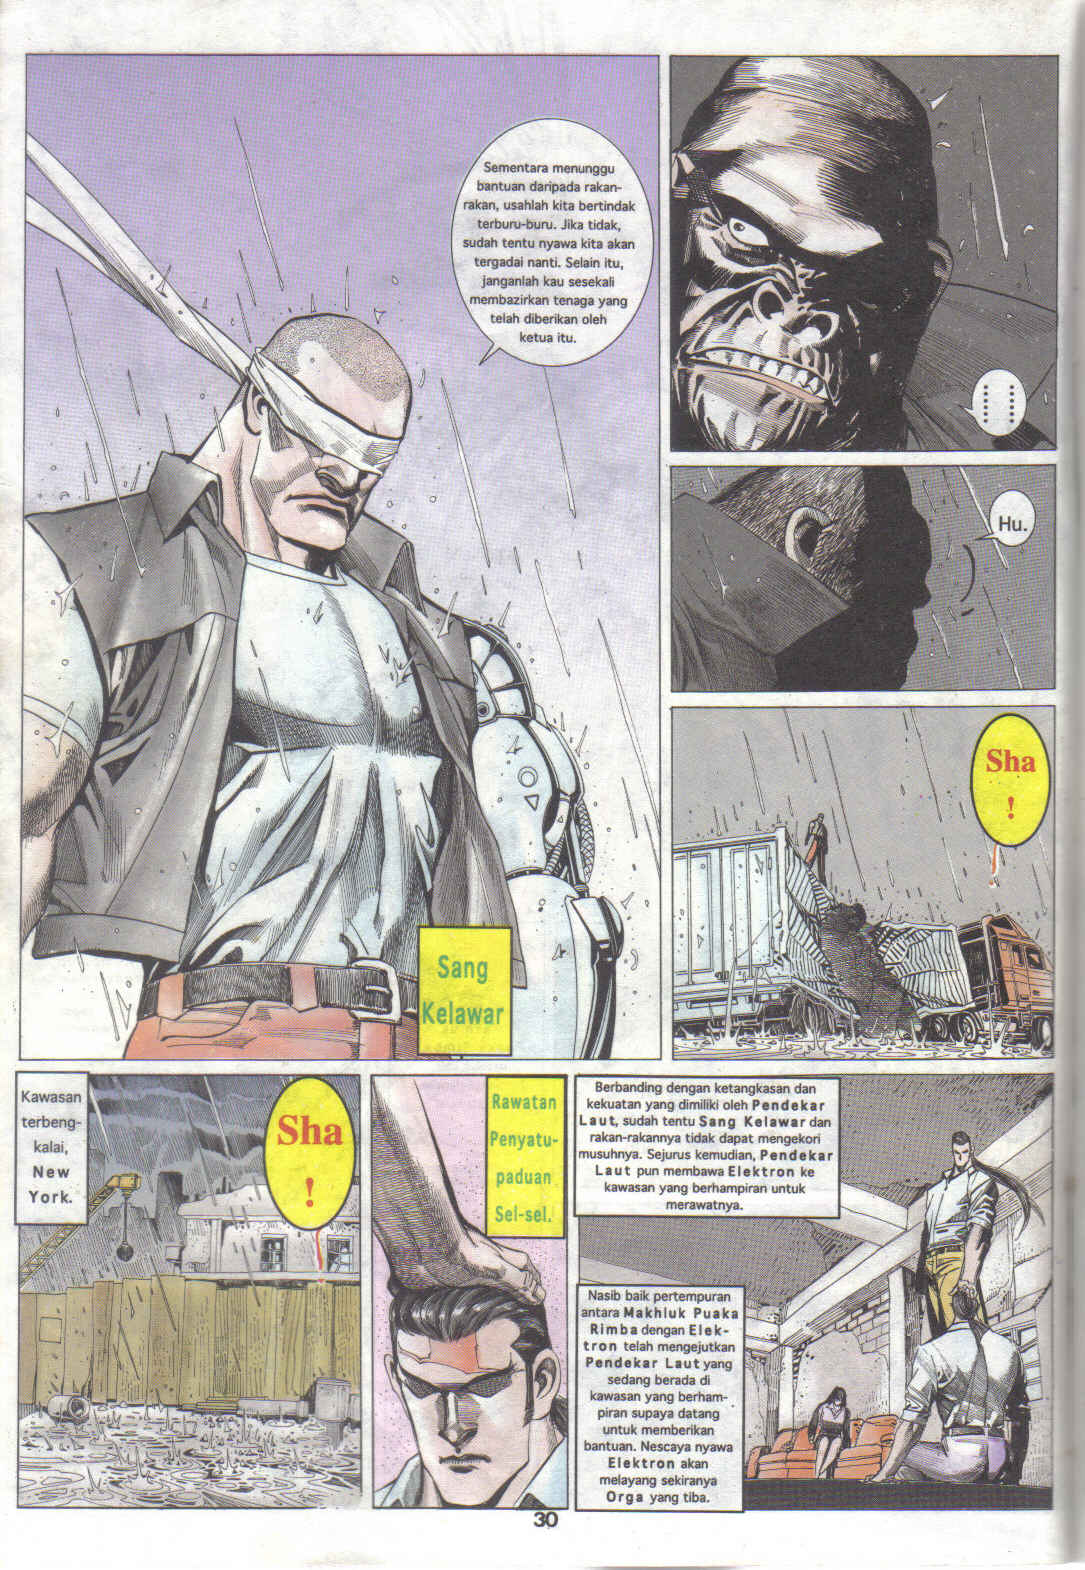 Sementara menunggu
bantuan daripada rakan-
rakan, usahlah kita bertindak
terburu-buru. Jika tidak,
sudah tentu nyawa kita akan
tergadai nanti. Selain itu,
janganlah kau sesekali
membazirkan tenaga yang
telah diberikan oleh
ketua itu.
Sang
Kelawar
Hu.
Sha
!
Kawasan
terbeng-
kalai,
New
York.
Sha
!
Rawatan
Penyatu-
paduan
Sel-sel.
Berbanding dengan ketangkasan dan
kekuatan yang dimiliki oleh Pendekar
Laut, sudah tentu Sang Kelawar dan
rakan-rakannya tidak dapat mengekori
musuhnya. Sejurus kemudian, Pendekar
Laut pun membawa Elektron ke
kawasan yang berhampiran untuk
merawatnya.
Nasib baik pertempuran
antara Makhluk Puaka
Rimba dengan Elek-
tron telah mengejutkan
Pendekar Laut yang
sedang berada di
kawasan yang berham-
piran supaya datang
untuk memberikan
bantuan. Nescaya nyawa
Elektron akan
melayang sekiranya
Orga yang tiba.
30